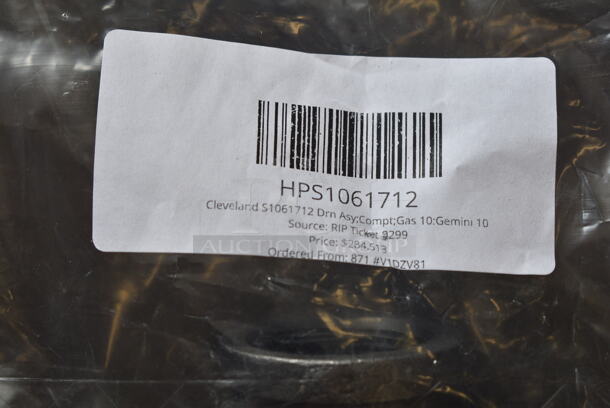 HPS1061712
Cleveland S1061712 Drn Asy;Compt;Gas 10:Gemini 10
Source: RIP Ticket 9299
Price: $284.513
Ordered From: 871 #V1DZV81